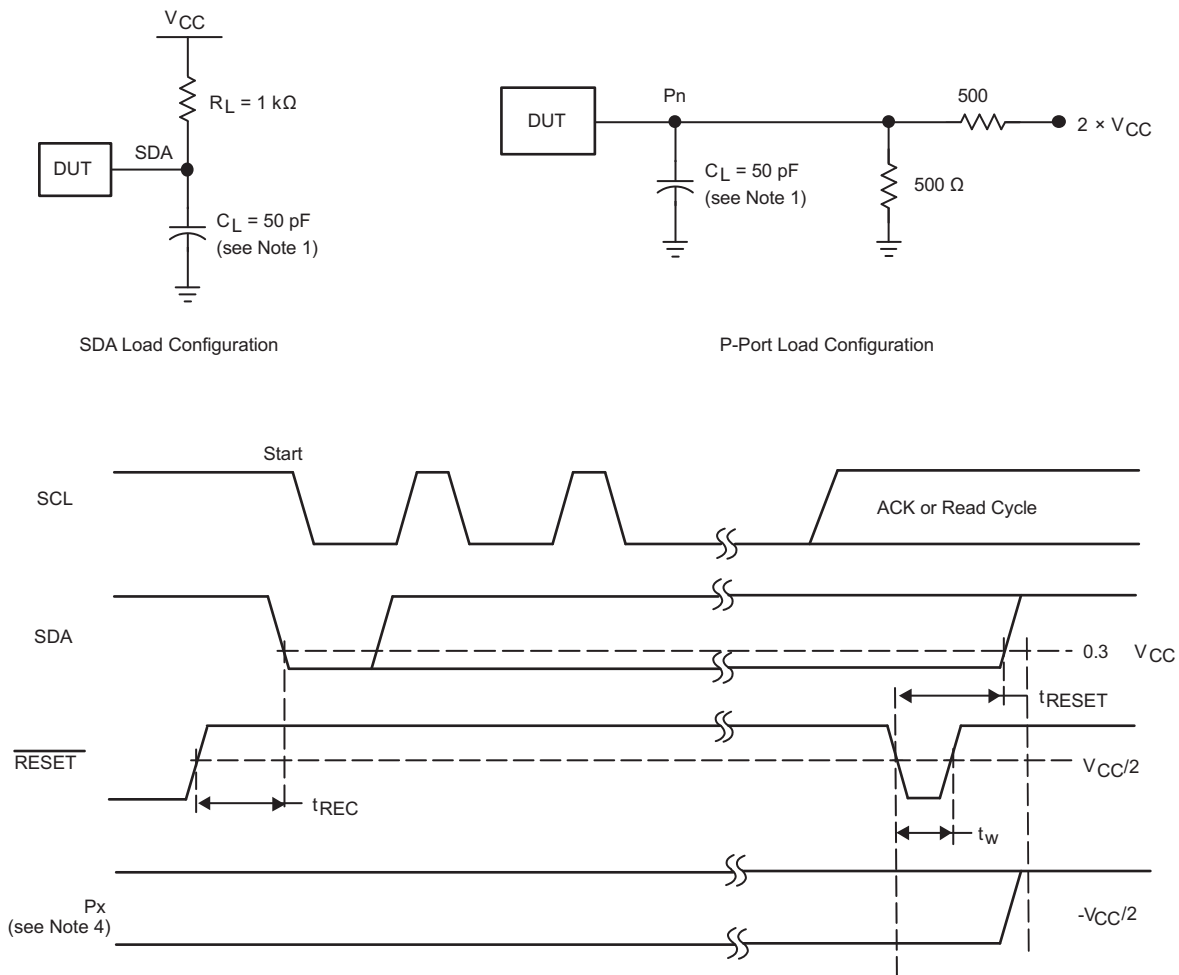 VCC
RL = 1 kΩ
DUT
SDA
CL = 50 pF
(see Note 1)
SDA Load Configuration
DUT
Pn
500
2 × VCC
CL = 50 pF
(see Note 1)
500 Ω
P-Port Load Configuration
Start
SCL
ACK or Read Cycle
SDA
0.3 VCC
tRESET
RESET
VCC/2
tREC
tw
Px
(see Note 4)
-VCC/2